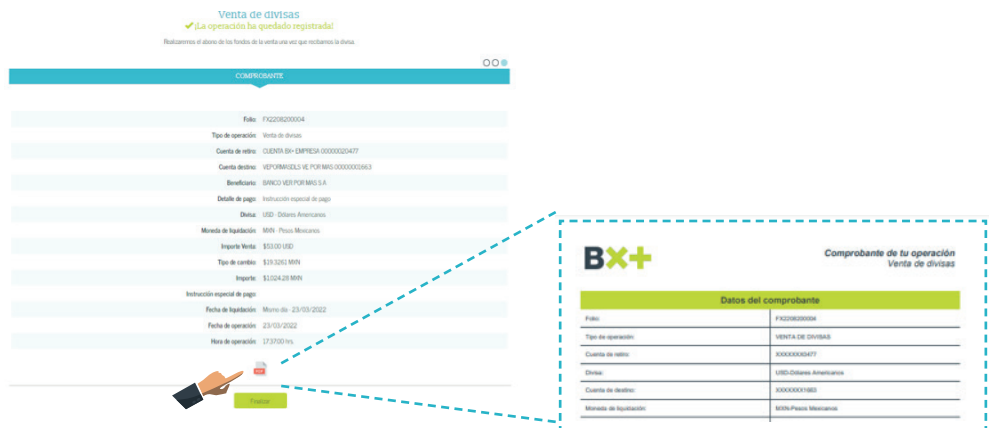 Venta de divisas
✔ ¡La operación ha quedado registrada!
Realizaremos el abono de los fondos de la venta una vez que recibamos la divisa
COMPROBANTE
Folio: FX2208200004
Tipo de operación: Venta de divisas
Cuenta de retiro: CUENTA BX+ EMPRESA 00000020477
Cuenta destino: VEPORMASDLS VE POR MAS 00000001663
Beneficiario: BANCO VER POR MAS S A
Detalle de pago: Instrucción especial de pago
Divisa: USD - Dólares Americanos
Moneda de liquidación: MXN - Pesos Mexicanos
Importe Venta: $53.00 USD
Tipo de cambio: $19.3261 MXN
Importe: $1,024.28 MXN
Instrucción especial de pago:
Fecha de liquidación: Mismo día - 23/03/2022
Fecha de operación: 23/03/2022
Hora de operación: 17:37:00 hrs
PDF
Finalizar
BX+
Comprobante de tu operación
Venta de divisas
Datos del comprobante
Folio: FX2208200004
Tipo de operación: VENTA DE DIVISAS
Cuenta de retiro: XXXXXXX0477
Divisa: USD-Dólares Americanos
Cuenta de destino: XXXXXXX1663
Moneda de liquidación: MXN-Pesos Mexicanos